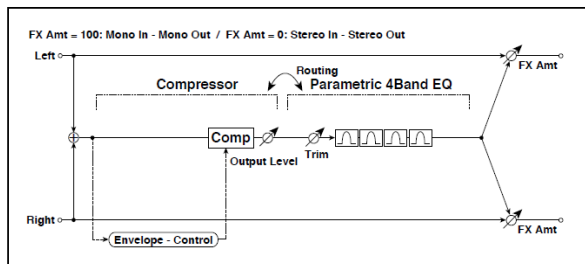 FX Amt = 100: Mono In - Mono Out / FX Amt = 0: Stereo In - Stereo Out
Left
FX Amt
Routing
Compressor
Parametric 4Band EQ
Comp
Output Level
Trim
Right
FX Amt
Envelope - Control